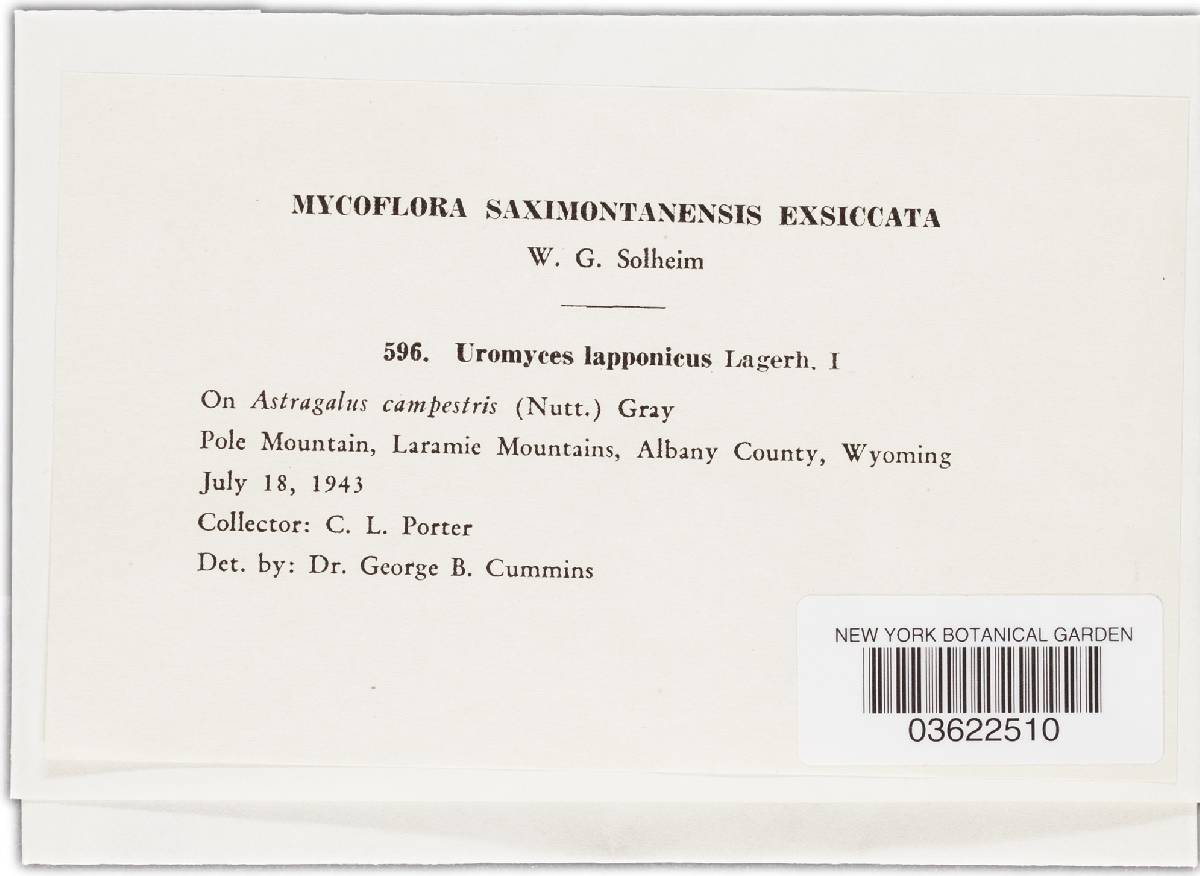 MYCOFLORA SAXIMONTANENSIS EXSICCATA
W. G. Solheim
596. Uromyces lapponicus Lagerh. I
On Astragalus campestris (Nutt.) Gray
Pole Mountain, Laramie Mountains, Albany County, Wyoming
July 18, 1943
Collector: C. L. Porter
Det. by: Dr. George B. Cummins
NEW YORK BOTANICAL GARDEN
03622510